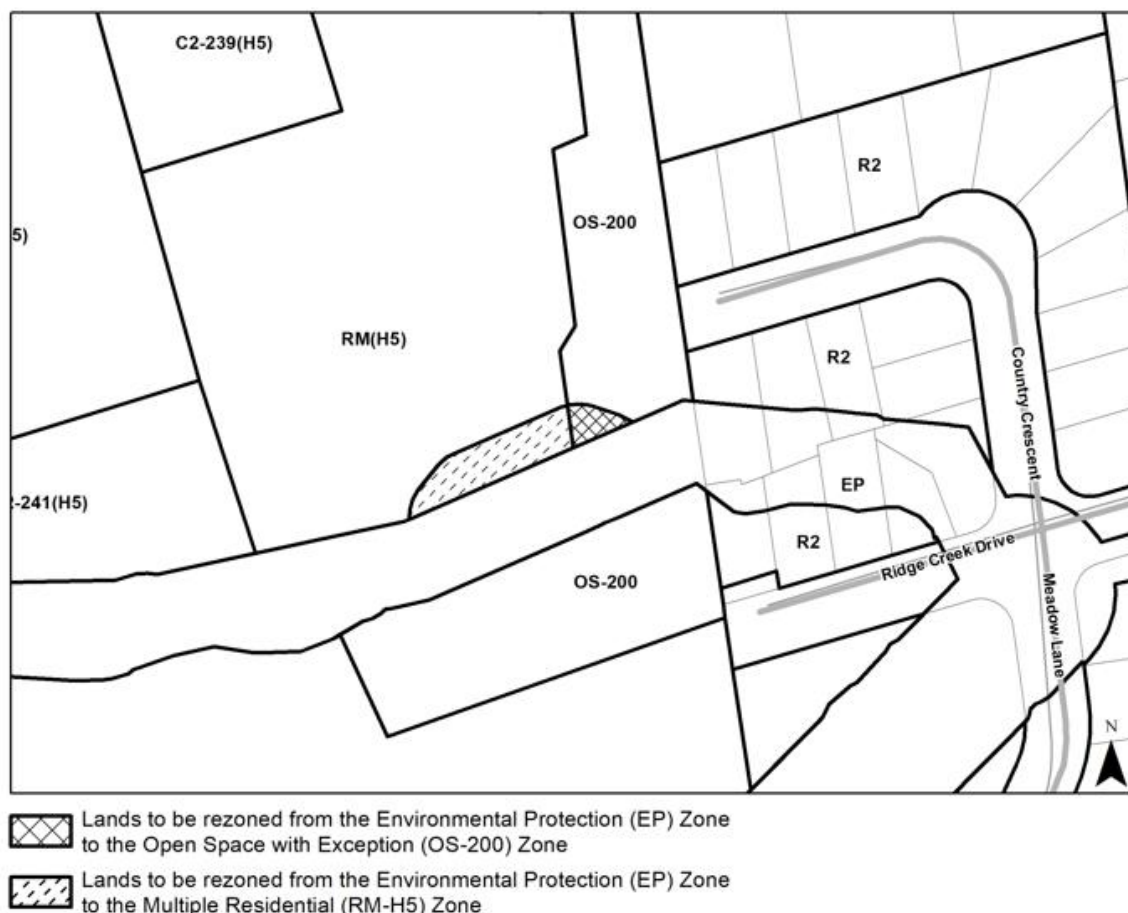 C2-239(H5)
R2
OS-200
5)
RM(H5)
R2
Country Crescent
-241(H5)
EP
R2
Ridge Creek Drive
OS-200
Meadow Lane
N
Lands to be rezoned from the Environmental Protection (EP) Zone
to the Open Space with Exception (OS-200) Zone
Lands to be rezoned from the Environmental Protection (EP) Zone
to the Multiple Residential (RM-H5) Zone